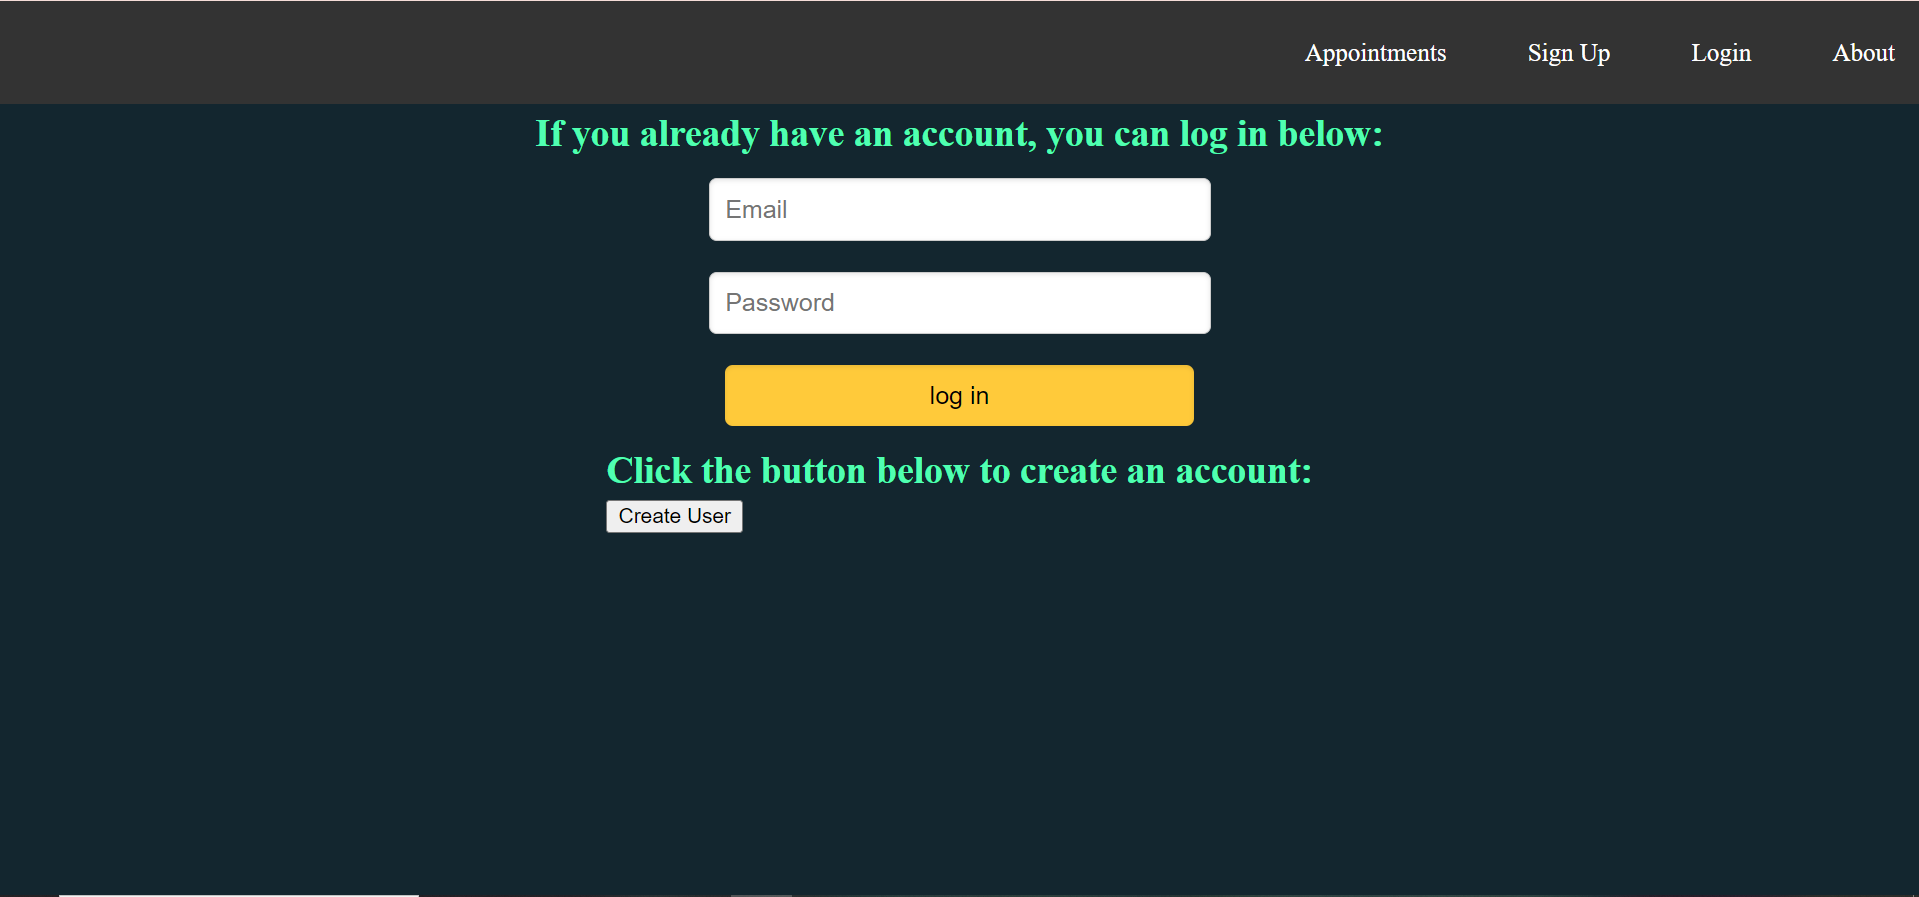 Appointments Sign Up Login About
If you already have an account, you can log in below:
Email
Password
log in
Click the button below to create an account:
Create User